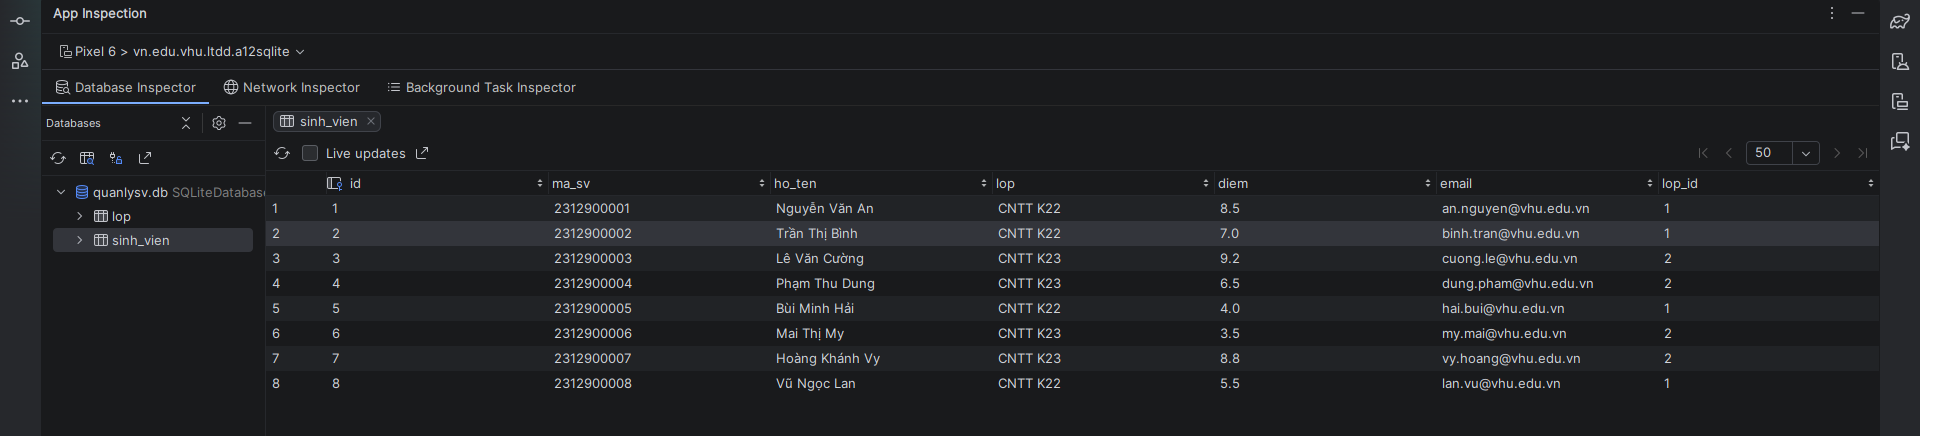 App Inspection
Pixel 6 > vn.edu.vhu.ltdd.a12sqlite
Database Inspector Network Inspector Background Task Inspector
Databases
sinh_vien
Live updates
50
quanlysv.db SQLiteDatabase
lop
sinh_vien
id ma_sv ho_ten lop diem email lop_id
1 1 2312900001 Nguyễn Văn An CNTT K22 8.5 an.nguyen@vhu.edu.vn 1
2 2 2312900002 Trần Thị Bình CNTT K22 7.0 binh.tran@vhu.edu.vn 1
3 3 2312900003 Lê Văn Cường CNTT K23 9.2 cuong.le@vhu.edu.vn 2
4 4 2312900004 Phạm Thu Dung CNTT K23 6.5 dung.pham@vhu.edu.vn 2
5 5 2312900005 Bùi Minh Hải CNTT K22 4.0 hai.bui@vhu.edu.vn 1
6 6 2312900006 Mai Thị My CNTT K23 3.5 my.mai@vhu.edu.vn 2
7 7 2312900007 Hoàng Khánh Vy CNTT K23 8.8 vy.hoang@vhu.edu.vn 2
8 8 2312900008 Vũ Ngọc Lan CNTT K22 5.5 lan.vu@vhu.edu.vn 1